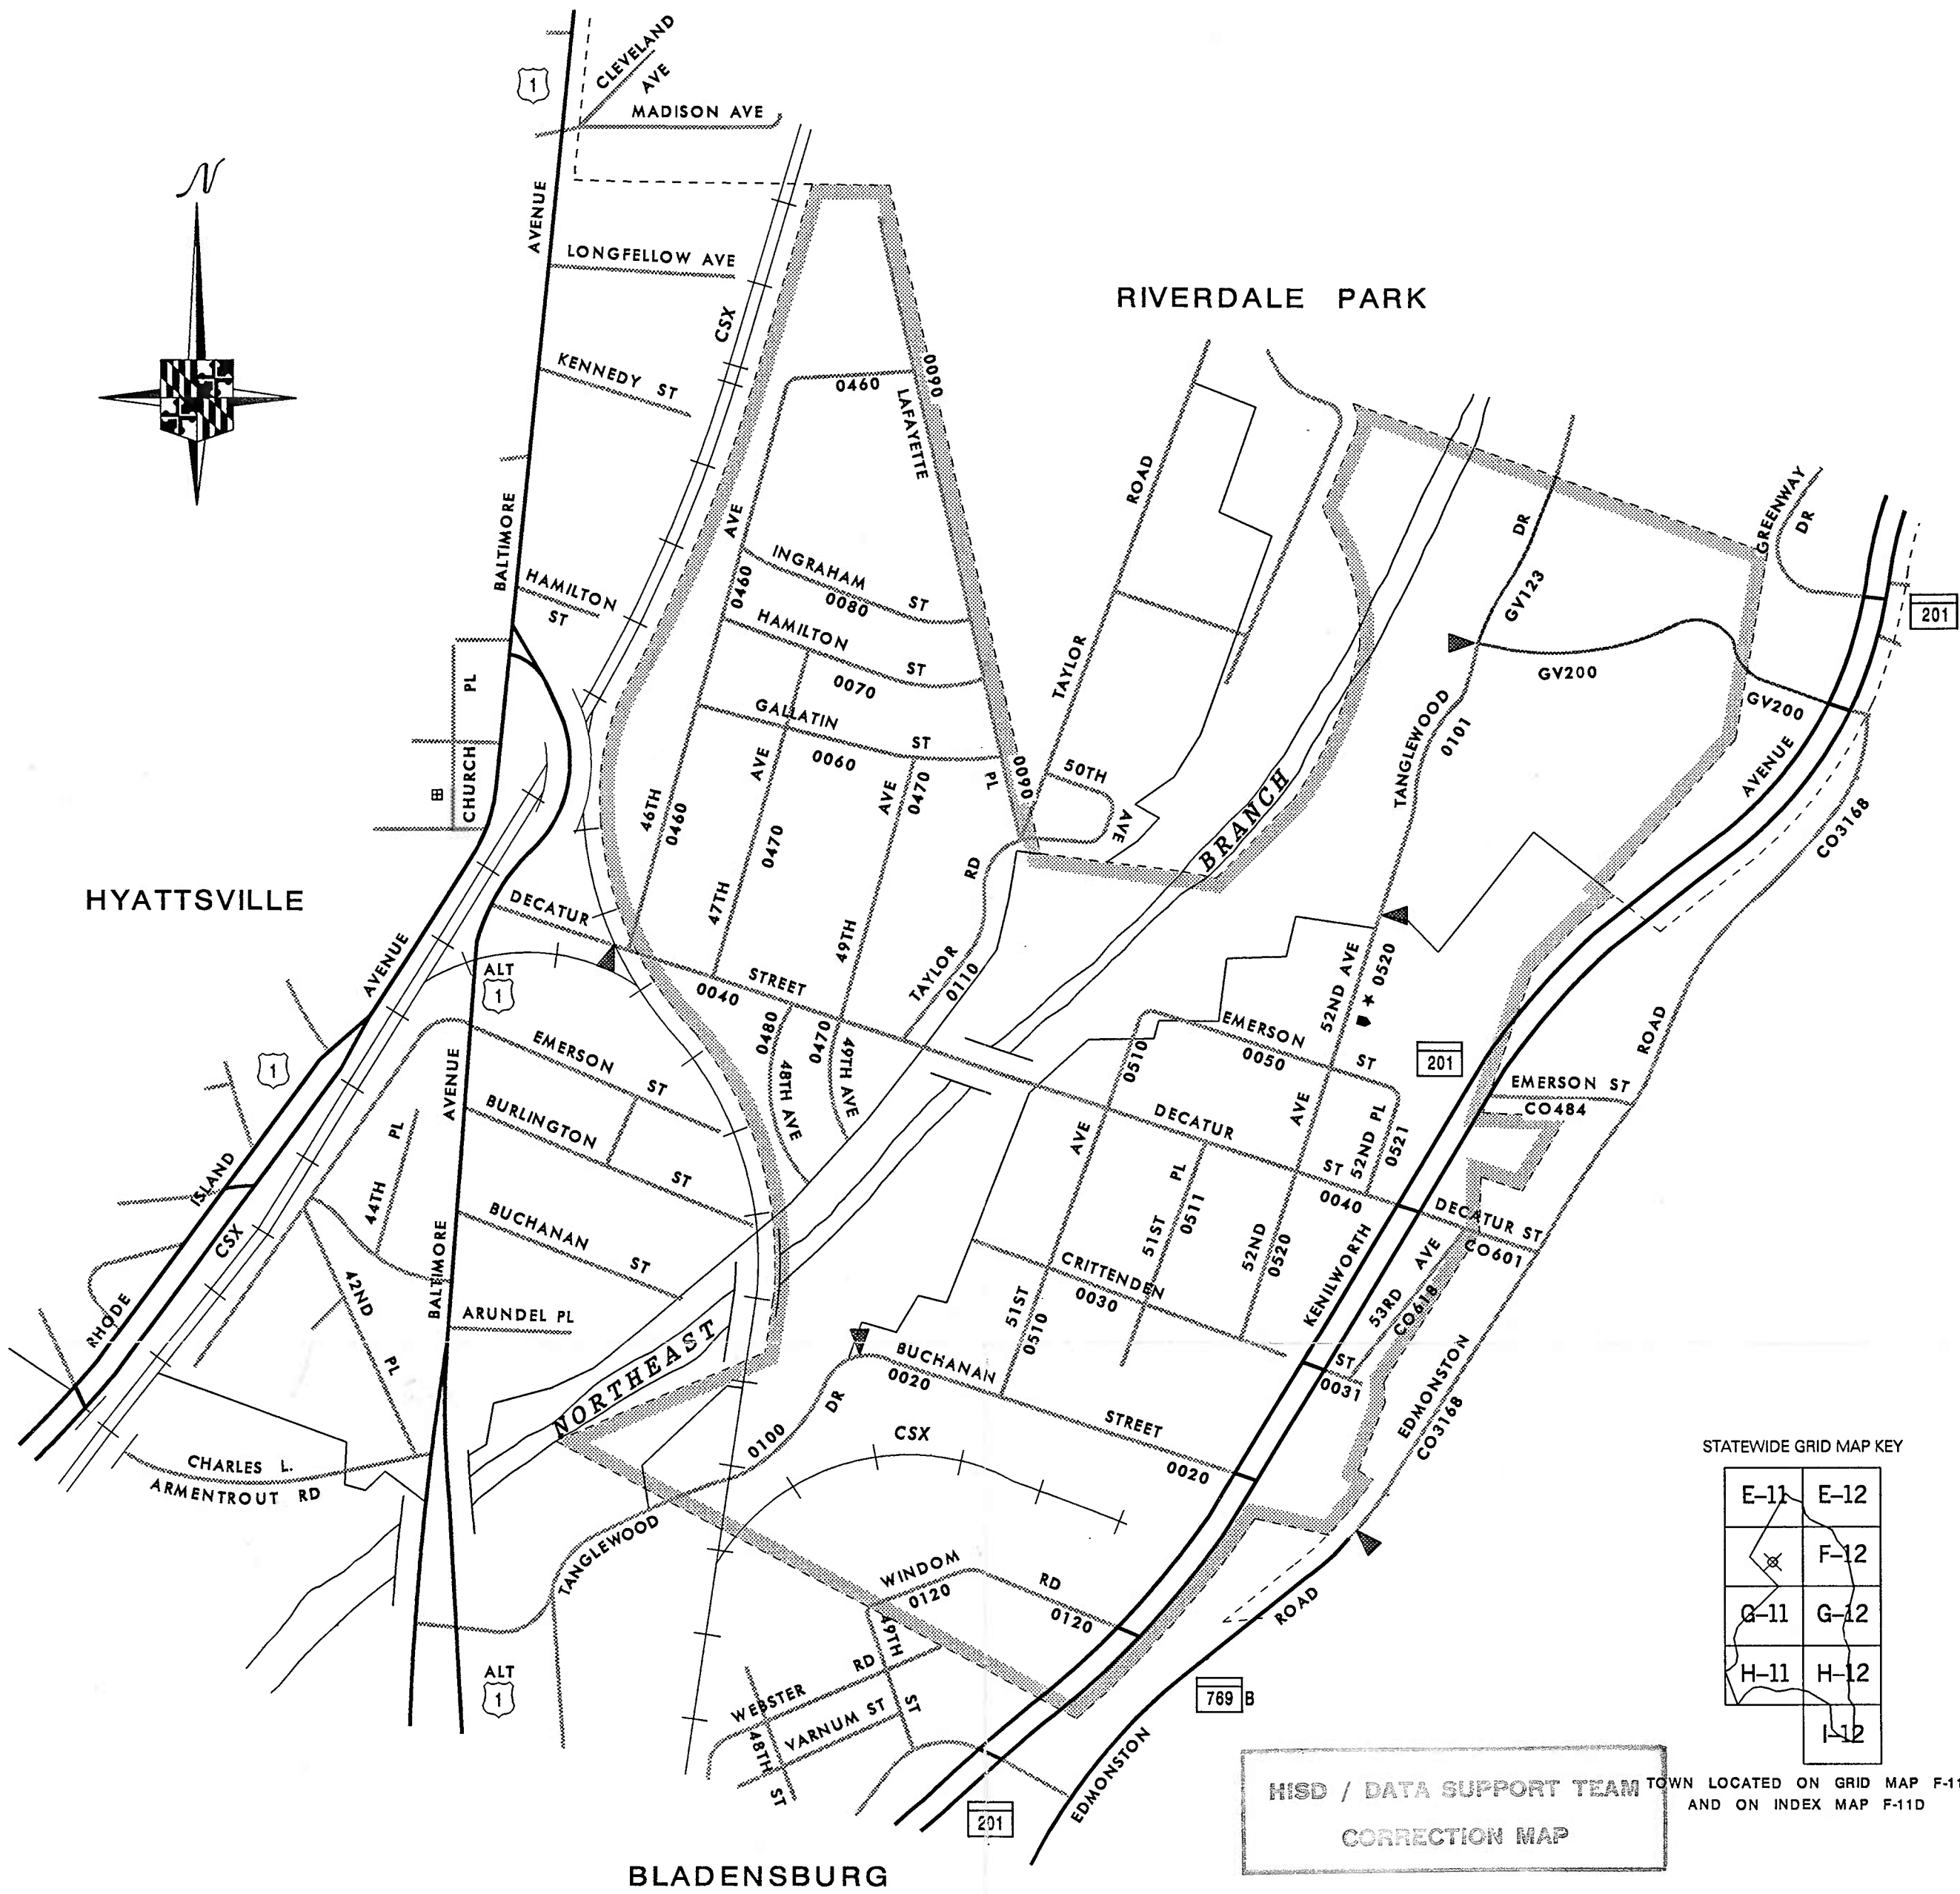 N
1
CLEVELAND
AVE
MADISON AVE
AVENUE
LONGFELLOW AVE
CSX
KENNEDY ST
RIVERDALE PARK
0460
0090
LAFAYETTE
AVE
INGRAHAM ST
0080
0460
BALTIMORE
HAMILTON
ST
HAMILTON ST
0070
GALLATIN ST
0060
PL
CHURCH
46TH
0460
AVE
0470
47TH
AVE
0470
49TH
PL
0090
50TH
AVE
ROAD
TAYLOR
BRANCH
DR
GV123
GV200
TANGLEWOOD
0101
GREENWAY
DR
201
GV200
AVENUE
CO3168
HYATTSVILLE
DECATUR
STREET
0040
TAYLOR
RD
0110
AVENUE
ALT
1
1
EMERSON ST
AVENUE
BURLINGTON ST
44TH
PL
BUCHANAN ST
BALTIMORE
ARUNDEL PL
42ND
PL
ISLAND
CSX
RHODE
CHARLES L.
ARMENTROUT RD
NORTHEAST
0480
48TH AVE
0470
49TH AVE
EMERSON ST
0050
52ND AVE
0520
0510
AVE
DECATUR ST
0040
AVE
52ND PL
0521
201
ROAD
EMERSON ST
CO484
DECATUR ST
CO601
51ST PL
0511
52ND
0520
CRITTENDEN
0030
ST
0031
51ST
0510
KENILWORTH
53RD AVE
CO618
EDMONSTON
CO3168
BUCHANAN
0020
STREET
0020
DR
0100
CSX
TANGLEWOOD
WINDOM RD
0120
0120
49TH
ST
WEBSTER RD
VARNUM ST
48TH
ST
ALT
1
ROAD
769 B
EDMONSTON
201
BLADENSBURG
STATEWIDE GRID MAP KEY
E-11 E-12
F-12
G-11 G-12
H-11 H-12
I-12
TOWN LOCATED ON GRID MAP F-11
AND ON INDEX MAP F-11D
HISD / DATA SUPPORT TEAM
CORRECTION MAP